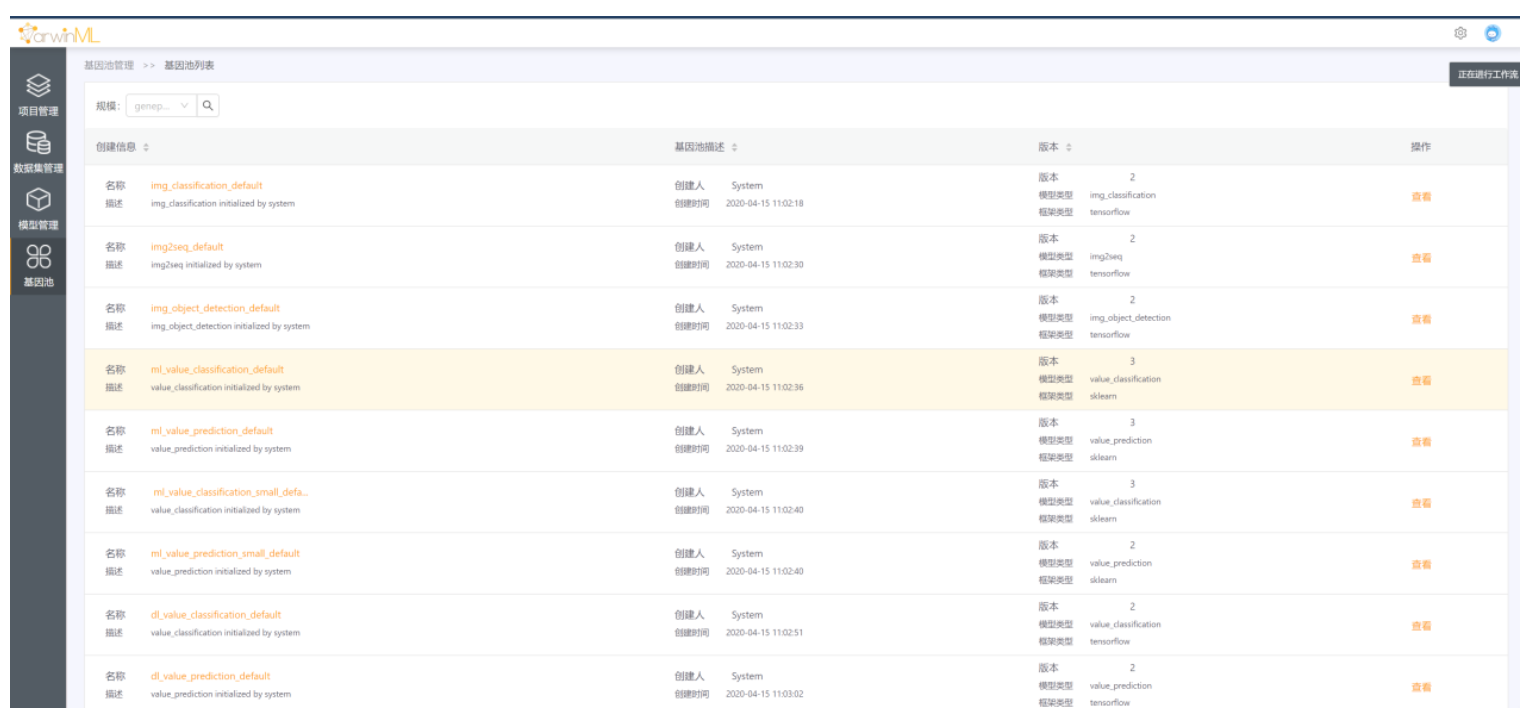 DarwinML
基因池管理 >> 基因池列表
正在进行工作流
项目管理
数据集管理
模型管理
基因池
规模: genep...
创建信息 基因池描述 版本 操作
名称 img_classification_default 创建人 System 版本 2
描述 img_classification initialized by system 创建时间 2020-04-15 11:02:18 模型类型 img_classification 查看
框架类型 tensorflow
名称 img2seq_default 创建人 System 版本 2
描述 img2seq initialized by system 创建时间 2020-04-15 11:02:30 模型类型 img2seq 查看
框架类型 tensorflow
名称 img_object_detection_default 创建人 System 版本 2
描述 img_object_detection initialized by system 创建时间 2020-04-15 11:02:33 模型类型 img_object_detection 查看
框架类型 tensorflow
名称 ml_value_classification_default 创建人 System 版本 3
描述 value_classification initialized by system 创建时间 2020-04-15 11:02:36 模型类型 value_classification 查看
框架类型 sklearn
名称 ml_value_prediction_default 创建人 System 版本 3
描述 value_prediction initialized by system 创建时间 2020-04-15 11:02:39 模型类型 value_prediction 查看
框架类型 sklearn
名称 ml_value_classification_small_defa... 创建人 System 版本 3
描述 value_classification initialized by system 创建时间 2020-04-15 11:02:40 模型类型 value_classification 查看
框架类型 sklearn
名称 ml_value_prediction_small_default 创建人 System 版本 2
描述 value_prediction initialized by system 创建时间 2020-04-15 11:02:40 模型类型 value_prediction 查看
框架类型 sklearn
名称 dl_value_classification_default 创建人 System 版本 2
描述 value_classification initialized by system 创建时间 2020-04-15 11:02:51 模型类型 value_classification 查看
框架类型 tensorflow
名称 dl_value_prediction_default 创建人 System 版本 2
描述 value_prediction initialized by system 创建时间 2020-04-15 11:03:02 模型类型 value_prediction 查看
框架类型 tensorflow